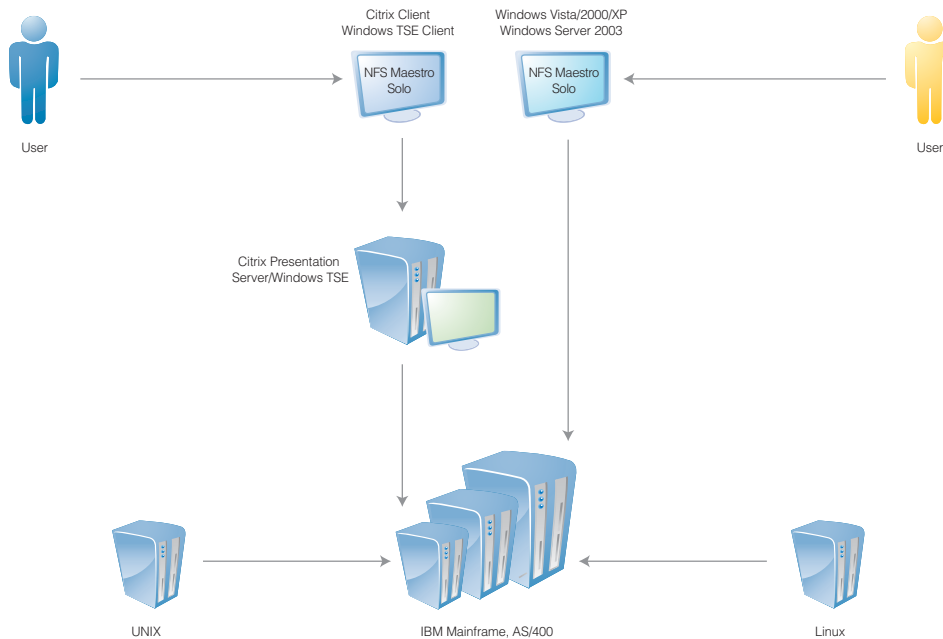 Citrix Client
Windows TSE Client
Windows Vista/2000/XP
Windows Server 2003
NFS Maestro
Solo
NFS Maestro
Solo
User
User
Citrix Presentation
Server/Windows TSE
UNIX
IBM Mainframe, AS/400
Linux